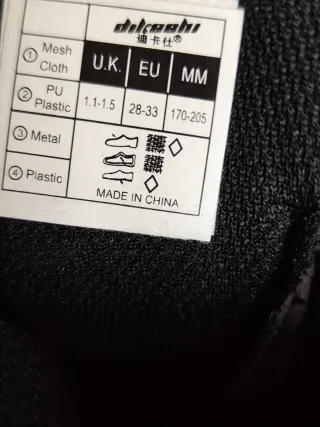 dikashi
迪卡仕®
① Mesh Cloth
U.K. EU MM
② PU Plastic
1.1-1.5 28-33 170-205
③ Metal
④ Plastic
MADE IN CHINA